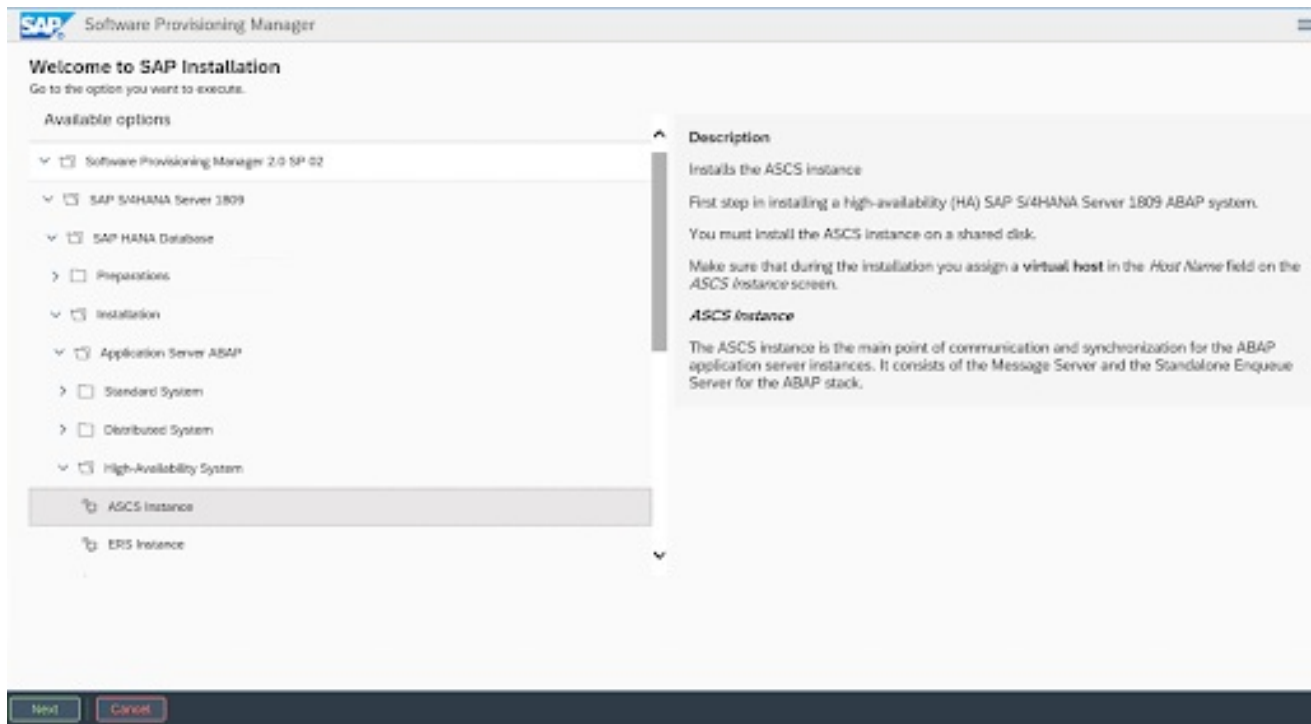 SAP Software Provisioning Manager
Welcome to SAP Installation
Go to the option you want to execute.
Available options
Software Provisioning Manager 2.0 SP 02
SAP S/4HANA Server 1809
SAP HANA Database
Preparations
Installation
Application Server ABAP
Standard System
Distributed System
High-Availability System
ASCS Instance
ERS Instance
Description
Installs the ASCS instance
First step in installing a high-availability (HA) SAP S/4HANA Server 1809 ABAP system.
You must install the ASCS instance on a shared disk.
Make sure that during the installation you assign a virtual host in the Host Name field on the
ASCS Instance screen.
ASCS Instance
The ASCS instance is the main point of communication and synchronization for the ABAP
application server instances. It consists of the Message Server and the Standalone Enqueue
Server for the ABAP stack.
Next Cancel